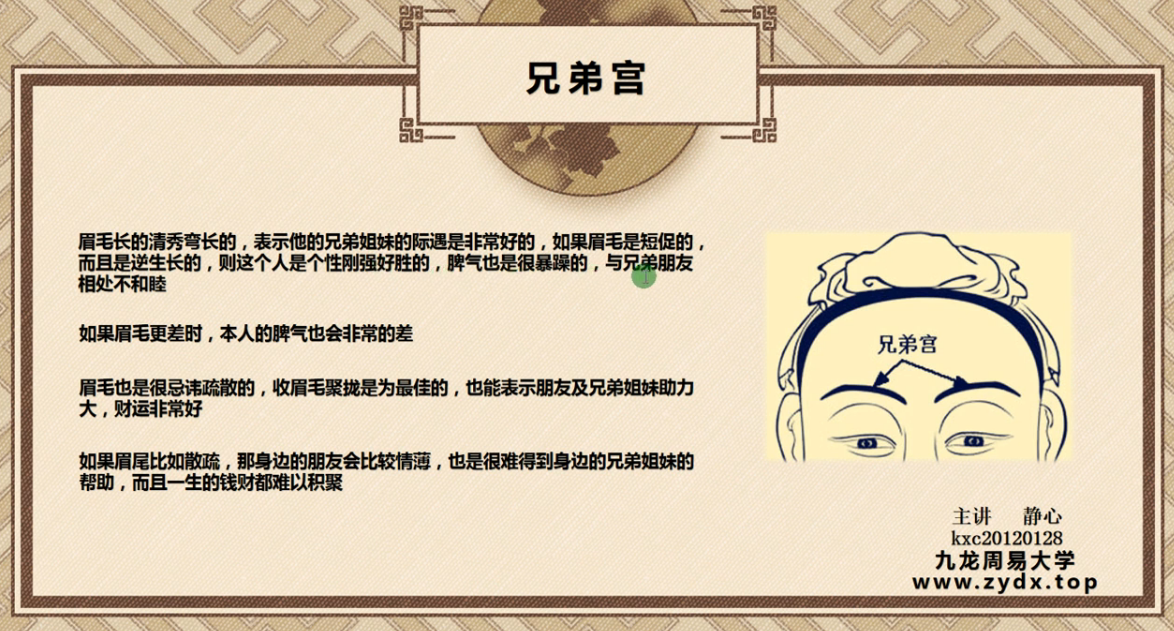 兄弟宫
眉毛长的清秀弯长的，表示他的兄弟姐妹的际遇是非常好的，如果眉毛是短促的，
而且是逆生长的，则这个人是个性刚强好胜的，脾气也是很暴躁的，与兄弟朋友
相处不和睦
如果眉毛更差时，本人的脾气也会非常的差
眉毛也是很忌讳疏散的，收眉毛聚拢是为最佳的，也能表示朋友及兄弟姐妹助力
大，财运非常好
如果眉尾比如散疏，那身边的朋友会比较情薄，也是很难得到身边的兄弟姐妹的
帮助，而且一生的钱财都难以积聚
兄弟宫
主讲 静心
kxc20120128
九龙周易大学
www.zydx.top